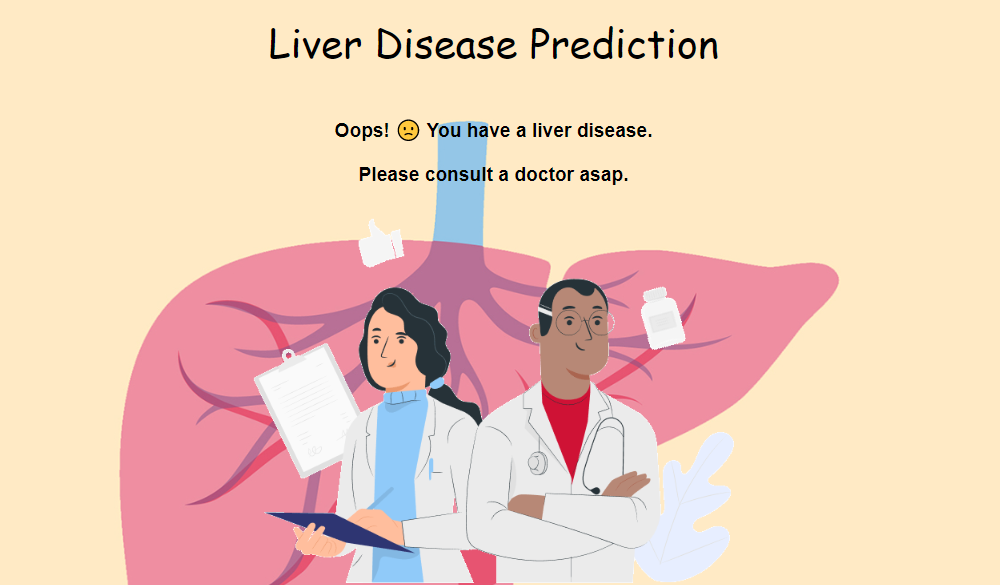 Liver Disease Prediction
Oops! 🙁 You have a liver disease.
Please consult a doctor asap.